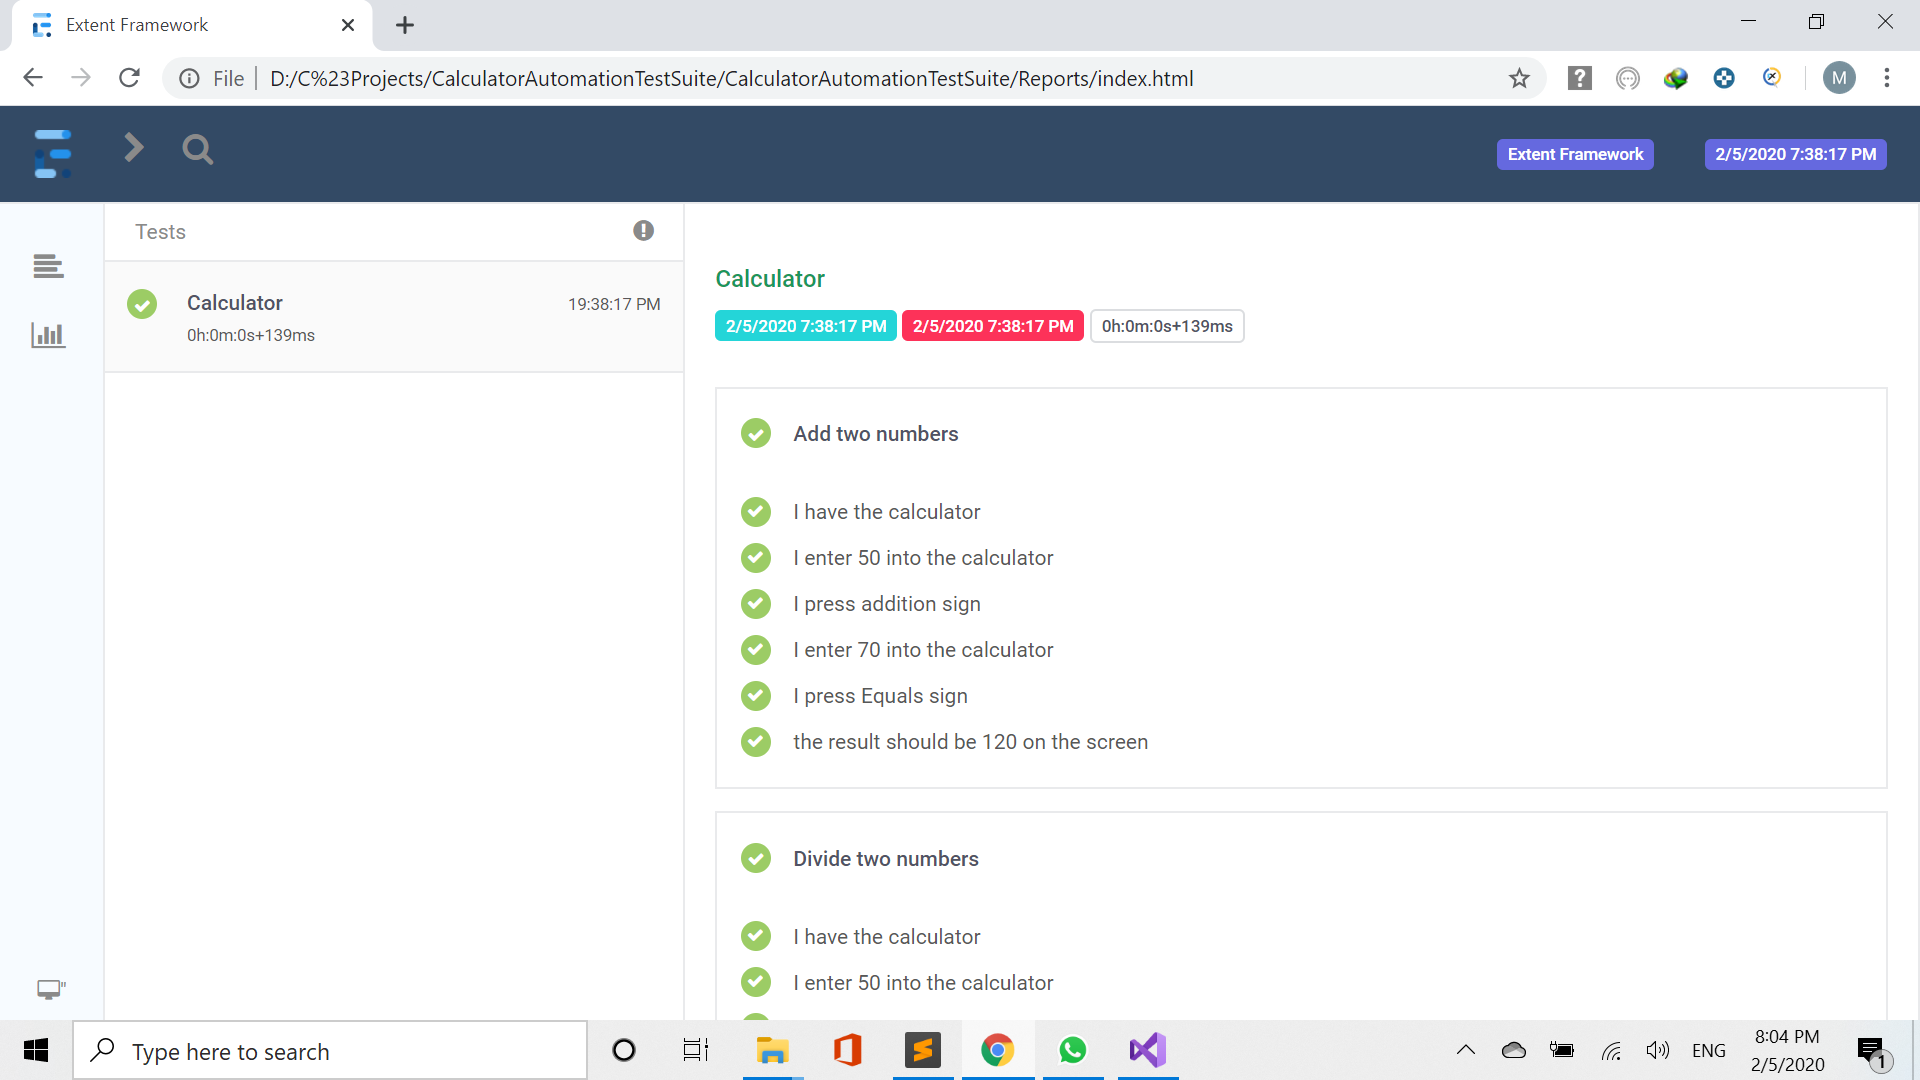 Extent Framework
File
D:/C%23Projects/CalculatorAutomationTestSuite/CalculatorAutomationTestSuite/Reports/index.html
M
Extent Framework
2/5/2020 7:38:17 PM
Tests
Calculator
19:38:17 PM
0h:0m:0s+139ms
Calculator
2/5/2020 7:38:17 PM
2/5/2020 7:38:17 PM
0h:0m:0s+139ms
Add two numbers
I have the calculator
I enter 50 into the calculator
I press addition sign
I enter 70 into the calculator
I press Equals sign
the result should be 120 on the screen
Divide two numbers
I have the calculator
I enter 50 into the calculator
"
Type here to search
ENG
8:04 PM
2/5/2020
1